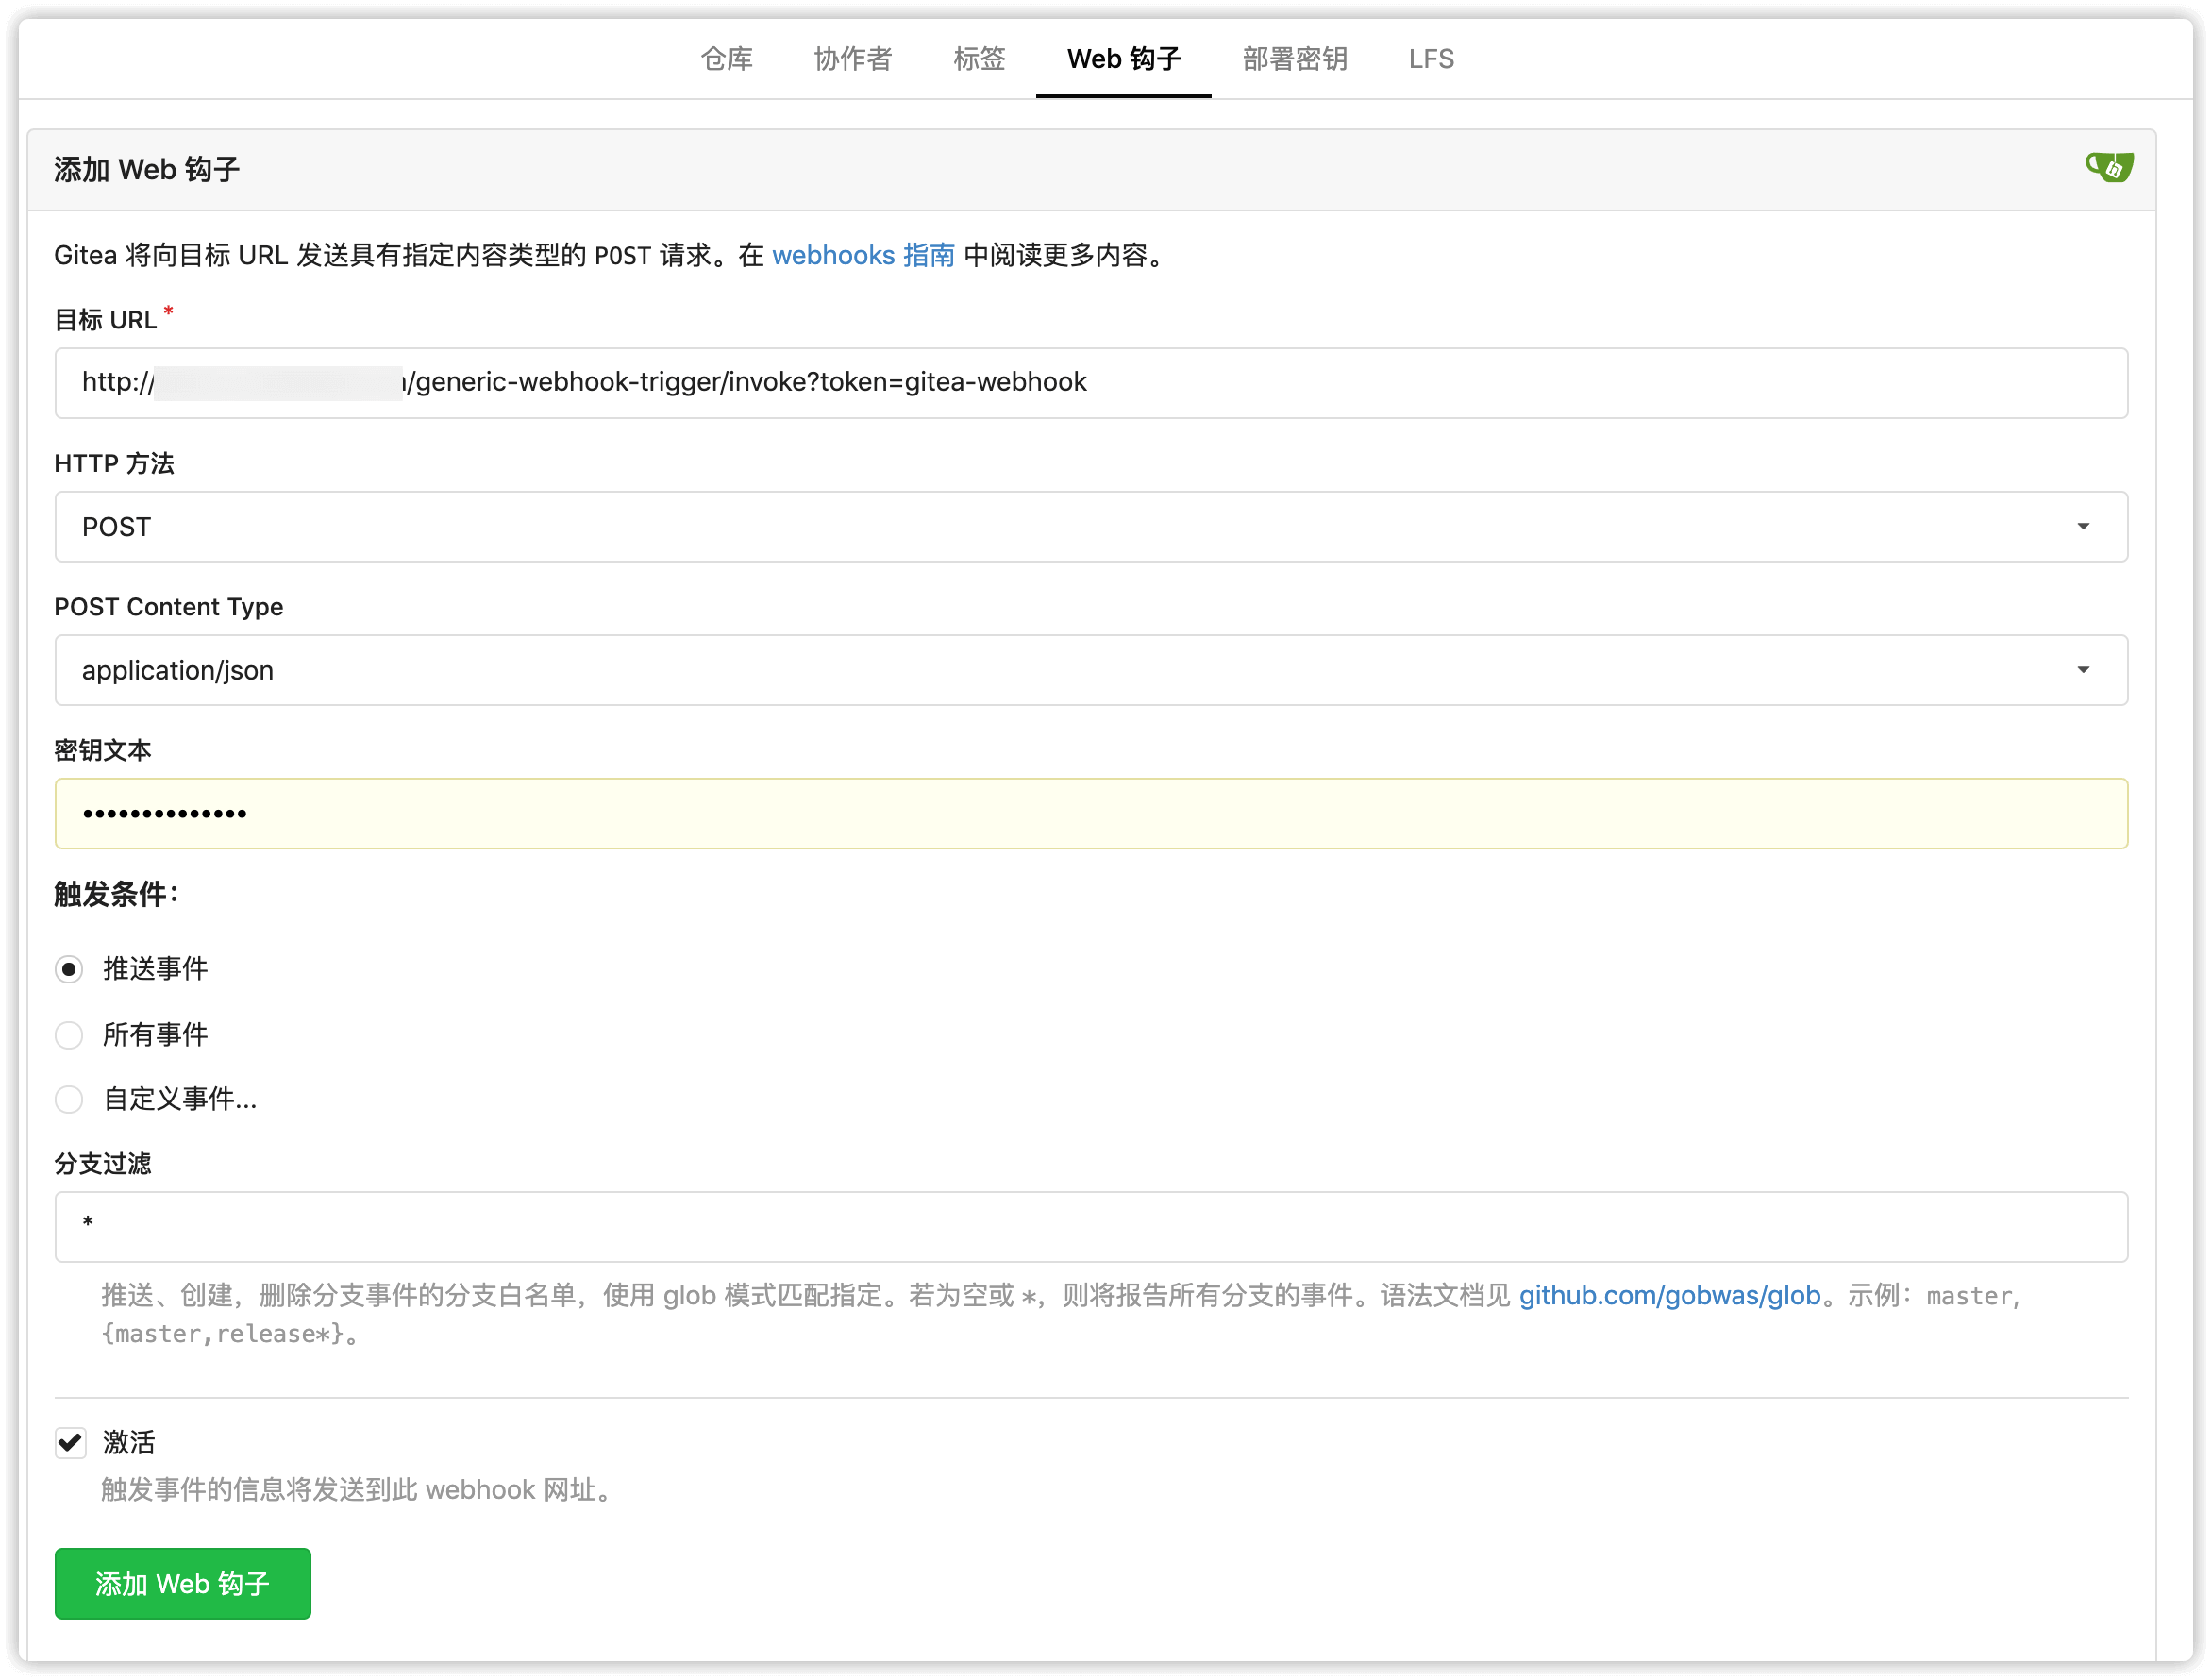 仓库 协作者 标签 Web 钩子 部署密钥 LFS
添加 Web 钩子
Gitea 将向目标 URL 发送具有指定内容类型的 POST 请求。在 webhooks 指南 中阅读更多内容。
目标 URL *
http:// /generic-webhook-trigger/invoke?token=gitea-webhook
HTTP 方法
POST
POST Content Type
application/json
密钥文本
••••••••••••••
触发条件：
推送事件
所有事件
自定义事件...
分支过滤
*
推送、创建，删除分支事件的分支白名单，使用 glob 模式匹配指定。若为空或 *，则将报告所有分支的事件。语法文档见 github.com/gobwas/glob。示例：master,
{master,release*}。
激活
触发事件的信息将发送到此 webhook 网址。
添加 Web 钩子